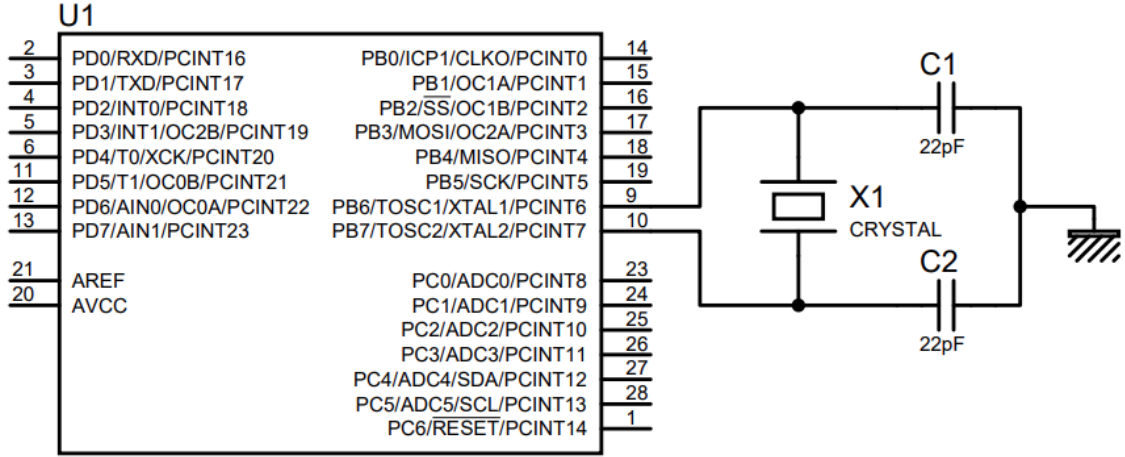 U1
2 PD0/RXD/PCINT16 PB0/ICP1/CLKO/PCINT0 14
3 PD1/TXD/PCINT17 PB1/OC1A/PCINT1 15
4 PD2/INT0/PCINT18 PB2/SS/OC1B/PCINT2 16
5 PD3/INT1/OC2B/PCINT19 PB3/MOSI/OC2A/PCINT3 17
6 PD4/T0/XCK/PCINT20 PB4/MISO/PCINT4 18
11 PD5/T1/OC0B/PCINT21 PB5/SCK/PCINT5 19
12 PD6/AIN0/OC0A/PCINT22 PB6/TOSC1/XTAL1/PCINT6 9
13 PD7/AIN1/PCINT23 PB7/TOSC2/XTAL2/PCINT7 10
21 AREF PC0/ADC0/PCINT8 23
20 AVCC PC1/ADC1/PCINT9 24
PC2/ADC2/PCINT10 25
PC3/ADC3/PCINT11 26
PC4/ADC4/SDA/PCINT12 27
PC5/ADC5/SCL/PCINT13 28
PC6/RESET/PCINT14 1
C1
22pF
X1
CRYSTAL
C2
22pF